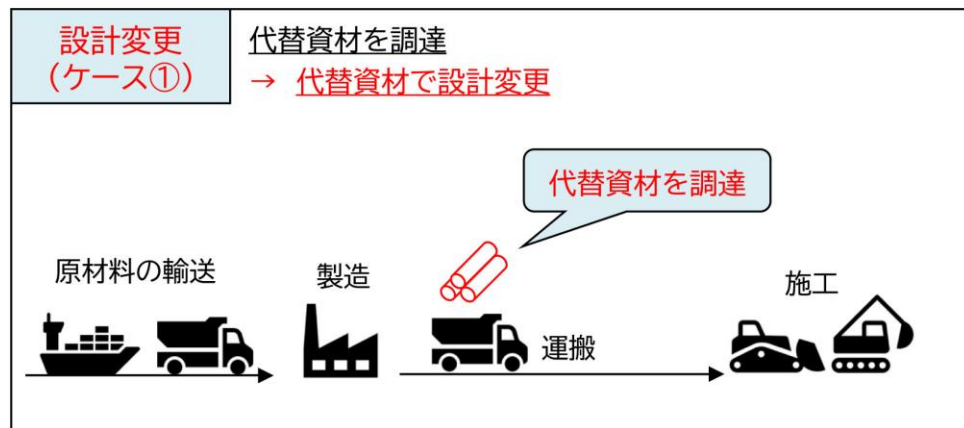 設計変更
(ケース①)
代替資材を調達
→ 代替資材で設計変更
代替資材を調達
原材料の輸送
製造
運搬
施工